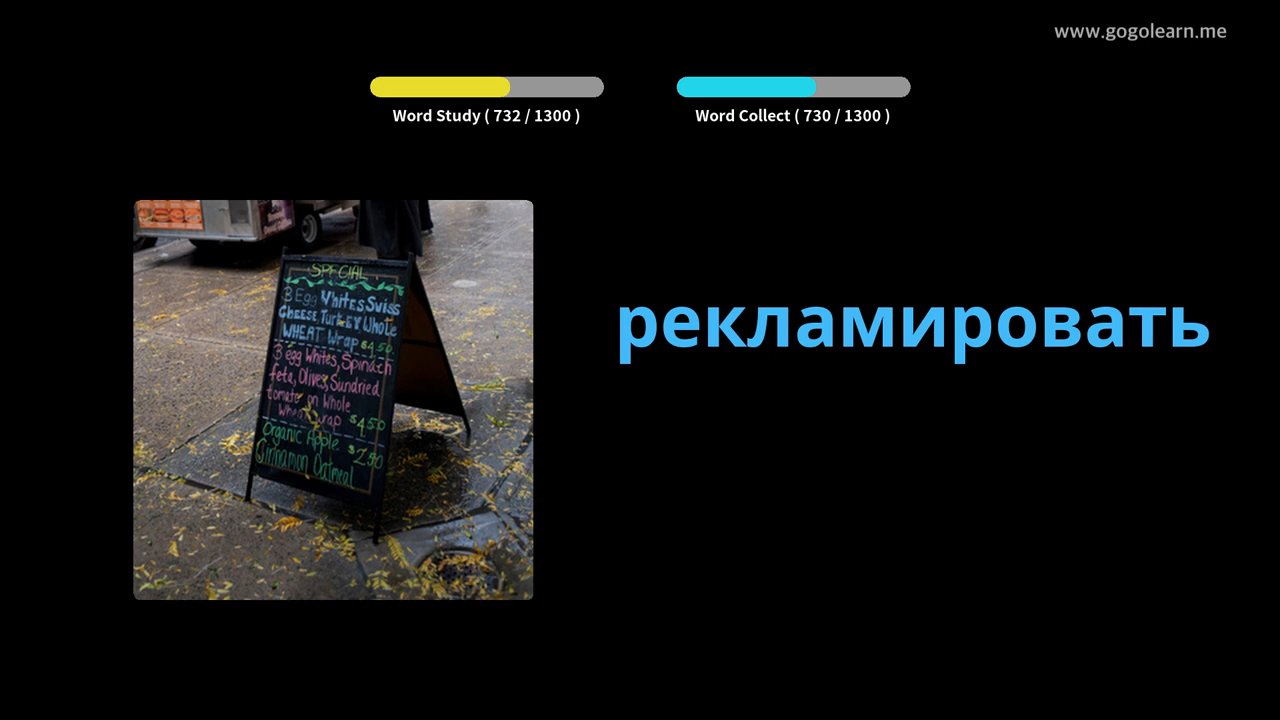 www.gogolearn.me
Word Study ( 732 / 1300 )
Word Collect ( 730 / 1300 )
SPECIAL
3 Egg Whites, Swiss
Cheese, Turkey Whole
WHEAT Wrap $4.50
3 egg Whites, Spinach
feta, Olives, Sundried
tomato on Whole
Wheat wrap $4.50
Organic Apple
Cinnamon Oatmeal $2.50
рекламировать